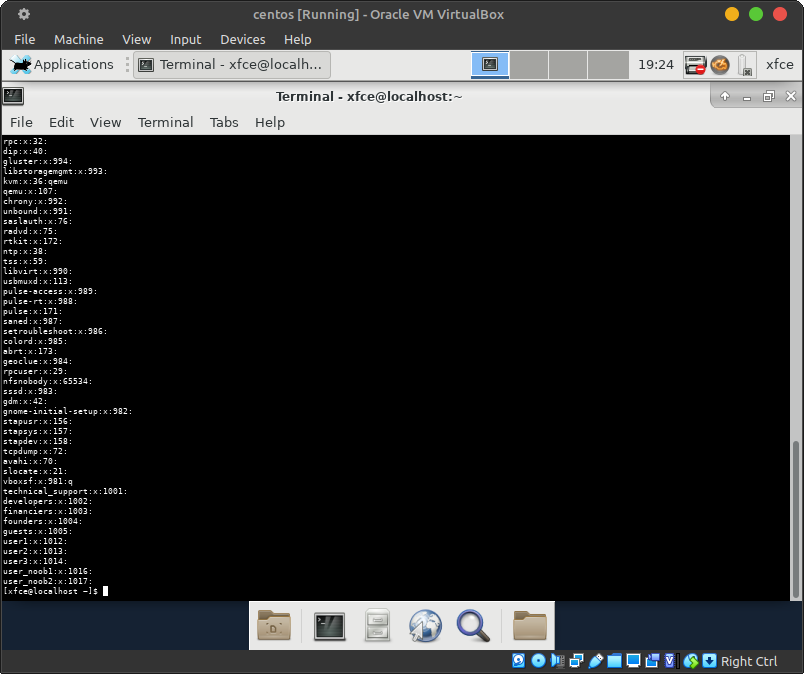 centos [Running] - Oracle VM VirtualBox
File Machine View Input Devices Help
Applications Terminal - xfce@localh... 19:24 xfce
Terminal - xfce@localhost:~
File Edit View Terminal Tabs Help
rpc:x:32:
dip:x:40:
gluster:x:994:
libstoragemgmt:x:993:
kvm:x:36:qemu
qemu:x:107:
chrony:x:992:
unbound:x:991:
saslauth:x:76:
radvd:x:75:
rtkit:x:172:
ntp:x:38:
tss:x:59:
libvirt:x:990:
usbmuxd:x:113:
pulse-access:x:989:
pulse-rt:x:988:
pulse:x:171:
saned:x:987:
setroubleshoot:x:986:
colord:x:985:
abrt:x:173:
geoclue:x:984:
rpcuser:x:29:
nfsnobody:x:65534:
sssd:x:983:
gdm:x:42:
gnome-initial-setup:x:982:
stapusr:x:156:
stapsys:x:157:
stapdev:x:158:
tcpdump:x:72:
avahi:x:70:
slocate:x:21:
vboxsf:x:981:q
technical_support:x:1001:
developers:x:1002:
financiers:x:1003:
founders:x:1004:
guests:x:1005:
user1:x:1012:
user2:x:1013:
user3:x:1014:
user_noob1:x:1016:
user_noob2:x:1017:
[xfce@localhost ~]$
Right Ctrl